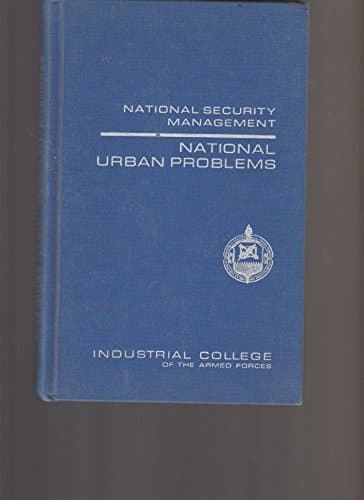 NATIONAL SECURITY
MANAGEMENT
NATIONAL
URBAN PROBLEMS
INDUSTRIAL COLLEGE
OF THE ARMED FORCES